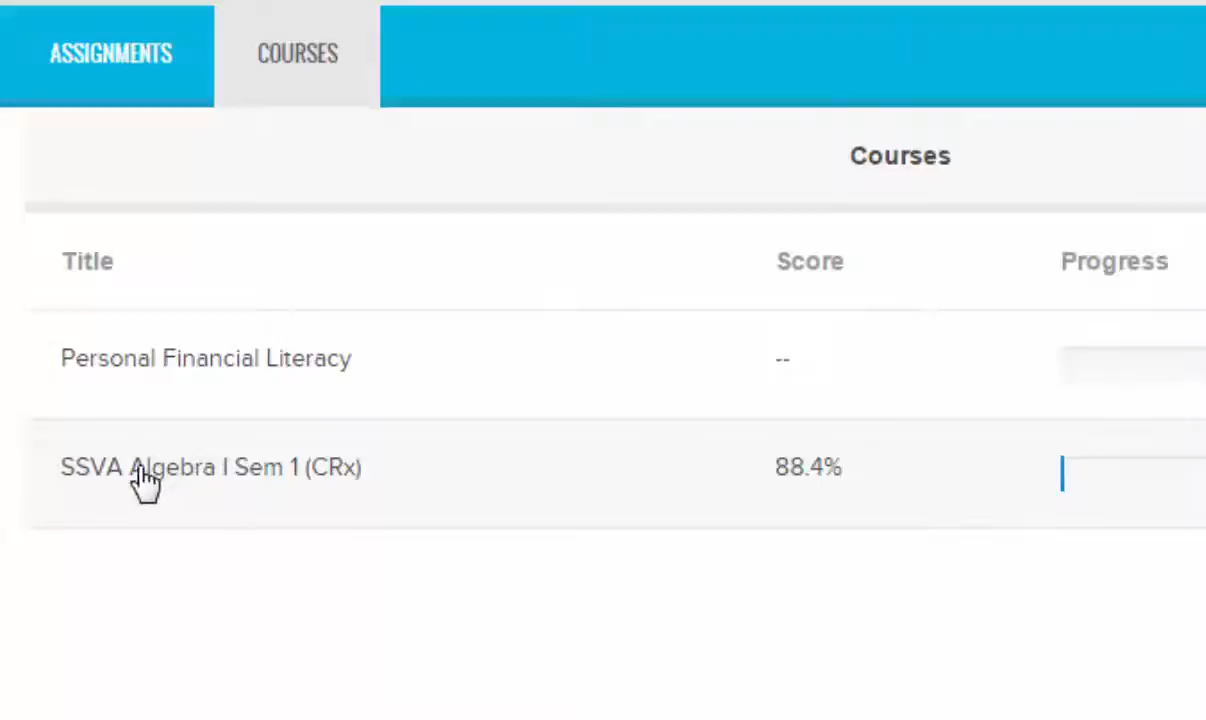 ASSIGNMENTS COURSES
Courses
Title Score Progress
Personal Financial Literacy --
SSVA Algebra I Sem 1 (CRx) 88.4%